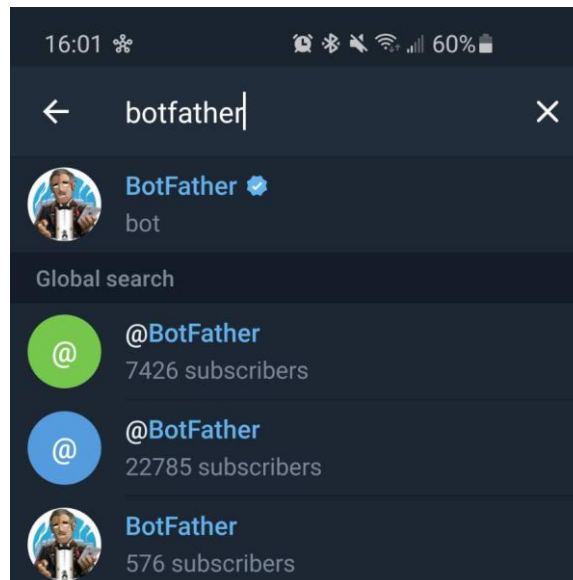 16:01 60%
botfather
BotFather
bot
Global search
@
@BotFather
7426 subscribers
@
@BotFather
22785 subscribers
BotFather
576 subscribers